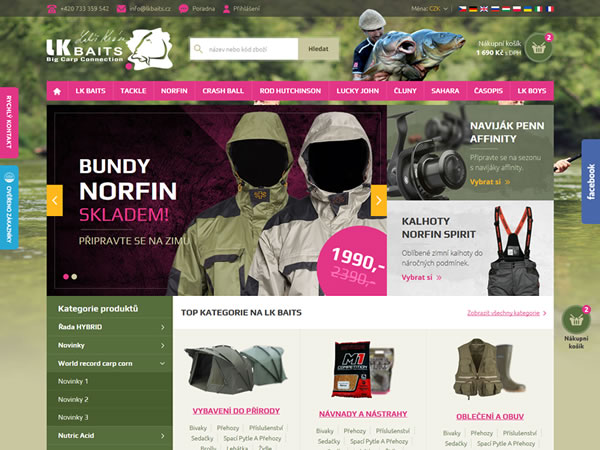 +420 733 359 542
info@lkbaits.cz
Poradna
Přihlášení
Měna: CZK
LK BAITS
Big Carp Connection
název nebo kód zboží
Hledat
Nákupní košík
1 690 Kč s DPH
2
LK BAITS
TACKLE
NORFIN
CRASH BALL
ROD HUTCHINSON
LUCKY JOHN
ČLUNY
SAHARA
ČASOPIS
LK BOYS
RYCHLÝ KONTAKT
OVĚŘENO ZÁKAZNÍKY
facebook
BUNDY
NORFIN
SKLADEM!
PŘIPRAVTE SE NA ZIMU
1990,-
2390,-
NAVIJÁK PENN
AFFINITY
Připravte se na sezonu
s navijáky affinity.
Vybrat si
KALHOTY
NORFIN SPIRIT
Oblíbené zimní kalhoty do
náročných podmínek.
Vybrat si
2
Nákupní
košík
Kategorie produktů
Řada HYBRID
Novinky
World record carp corn
Novinky 1
Novinky 2
Novinky 3
Nutric Acid
TOP KATEGORIE NA LK BAITS
Zobrazit všechny kategorie
M1
VYBAVENÍ DO PŘÍRODY
Bivaky
Přehozy
Příslušenství
Sedačky
Spací Pytle A Přehozy
Brolly
Lehátka
Židle
NÁVNADY A NÁSTRAHY
Bivaky
Přehozy
Příslušenství
Sedačky
Spací Pytle A Přehozy
OBLEČENÍ A OBUV
Bivaky
Přehozy
Příslušenství
Sedačky
Spací Pytle A Přehozy